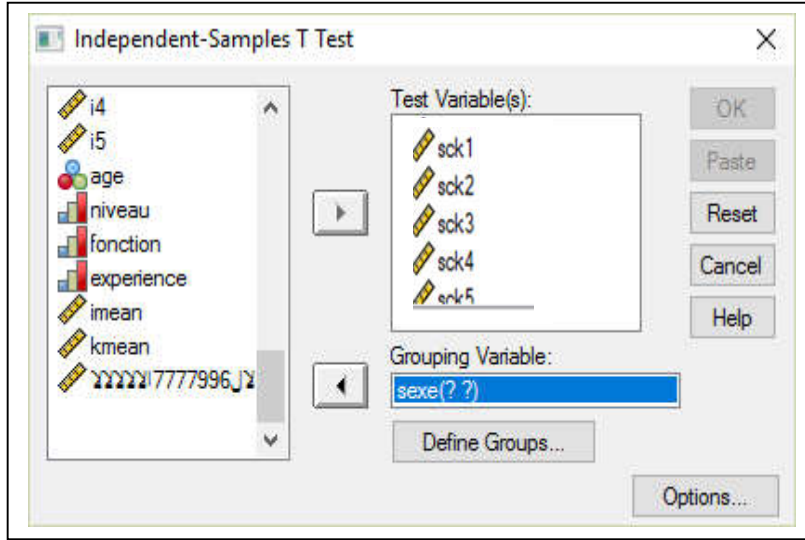 Independent-Samples T Test
i4
i5
age
niveau
fonction
experience
imean
kmean
Test Variable(s):
sck1
sck2
sck3
sck4
sck5
Grouping Variable:
sexe(? ?)
Define Groups...
OK
Paste
Reset
Cancel
Help
Options...